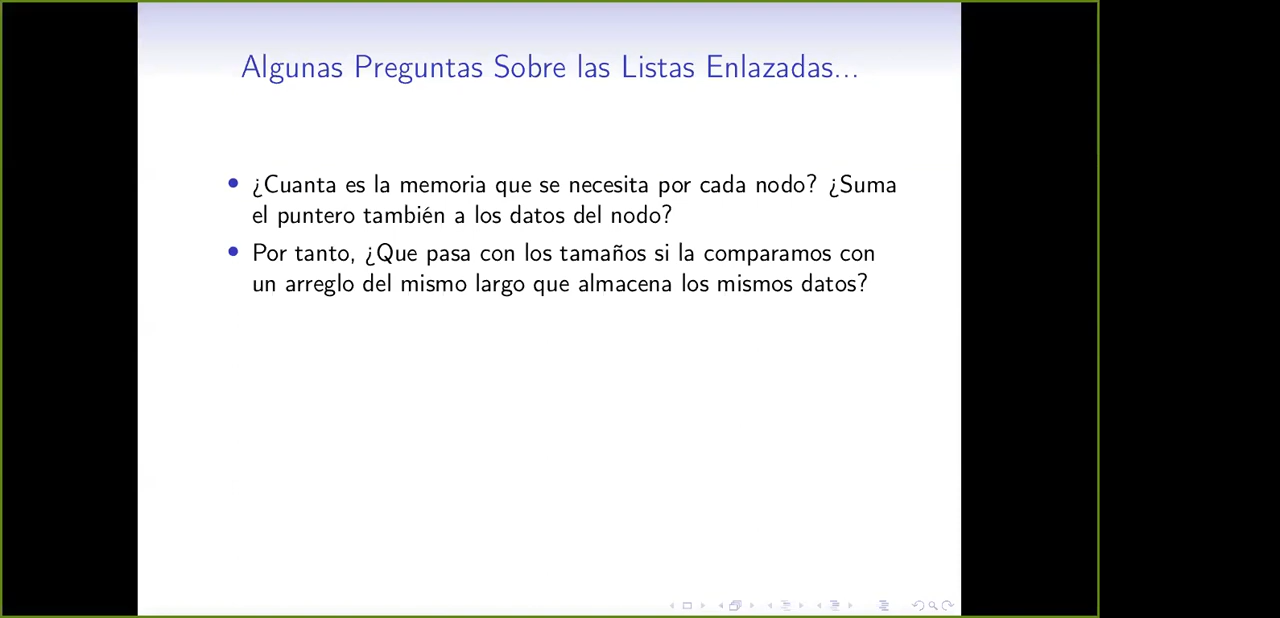 Algunas Preguntas Sobre las Listas Enlazadas...
• ¿Cuanta es la memoria que se necesita por cada nodo? ¿Suma
el puntero también a los datos del nodo?
• Por tanto, ¿Que pasa con los tamaños si la comparamos con
un arreglo del mismo largo que almacena los mismos datos?